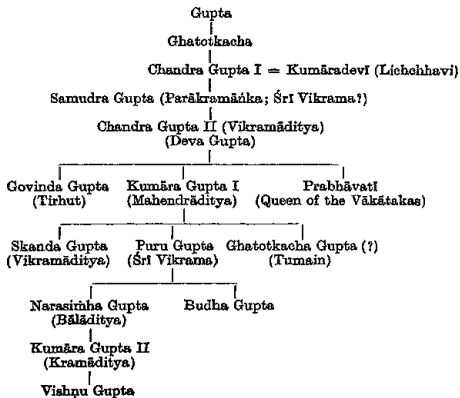 Gupta
Ghatotkacha
Chandra Gupta I = Kumāradevī (Lichchhavi)
Samudra Gupta (Parākramāṅka; Śrī Vikrama?)
Chandra Gupta II (Vikramāditya)
(Deva Gupta)
Govinda Gupta Kumāra Gupta I Prabhāvatī
(Tirhut) (Mahendrāditya) (Queen of the Vākāṭakas)
Skanda Gupta Puru Gupta Ghatotkacha Gupta (?)
(Vikramāditya) (Śrī Vikrama) (Tumain)
Narasiṁha Gupta Budha Gupta
(Bālāditya)
Kumāra Gupta II
(Kramāditya)
Vishṇu Gupta